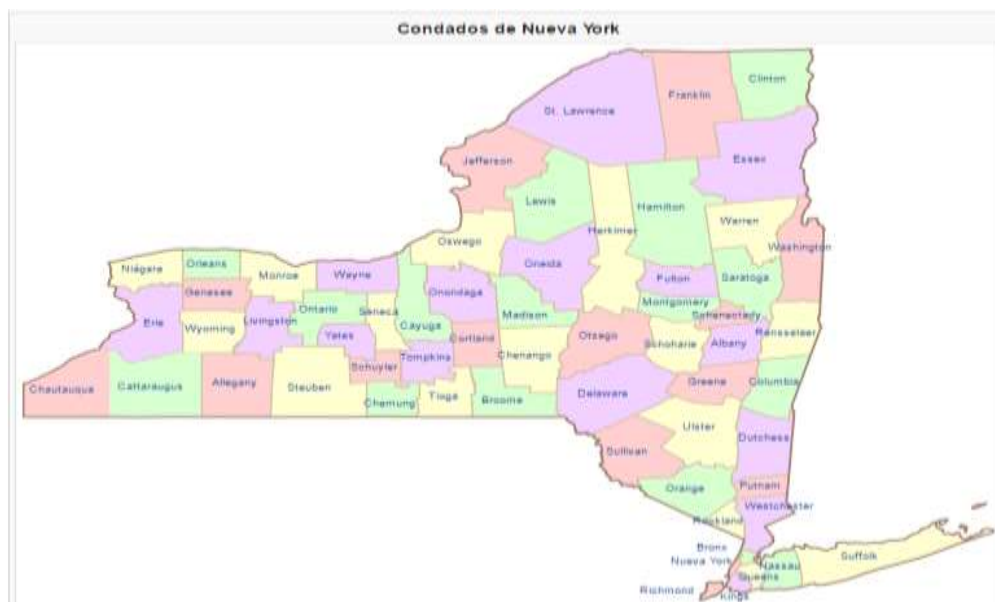 Condados de Nueva York
Clinton
Franklin
St. Lawrence
Essex
Jefferson
Lewis
Hamilton
Warren
Herkimer
Oswego
Washington
Oneida
Niágara
Orleans
Monroe
Wayne
Fulton
Saratoga
Genesee
Onondaga
Montgomery
Ontario
Seneca
Madison
Schenectady
Erie
Wyoming
Livingston
Cayuga
Yates
Cortland
Otsego
Schoharie
Albany
Rensselaer
Chenango
Tompkins
Schuyler
Chautauqua
Cattaraugus
Allegany
Steuben
Greene
Columbia
Chemung
Tioga
Broome
Delaware
Ulster
Dutchess
Sullivan
Orange
Putnam
Westchester
Rockland
Bronx
Nueva York
Suffolk
Nassau
Queens
Richmond
Kings